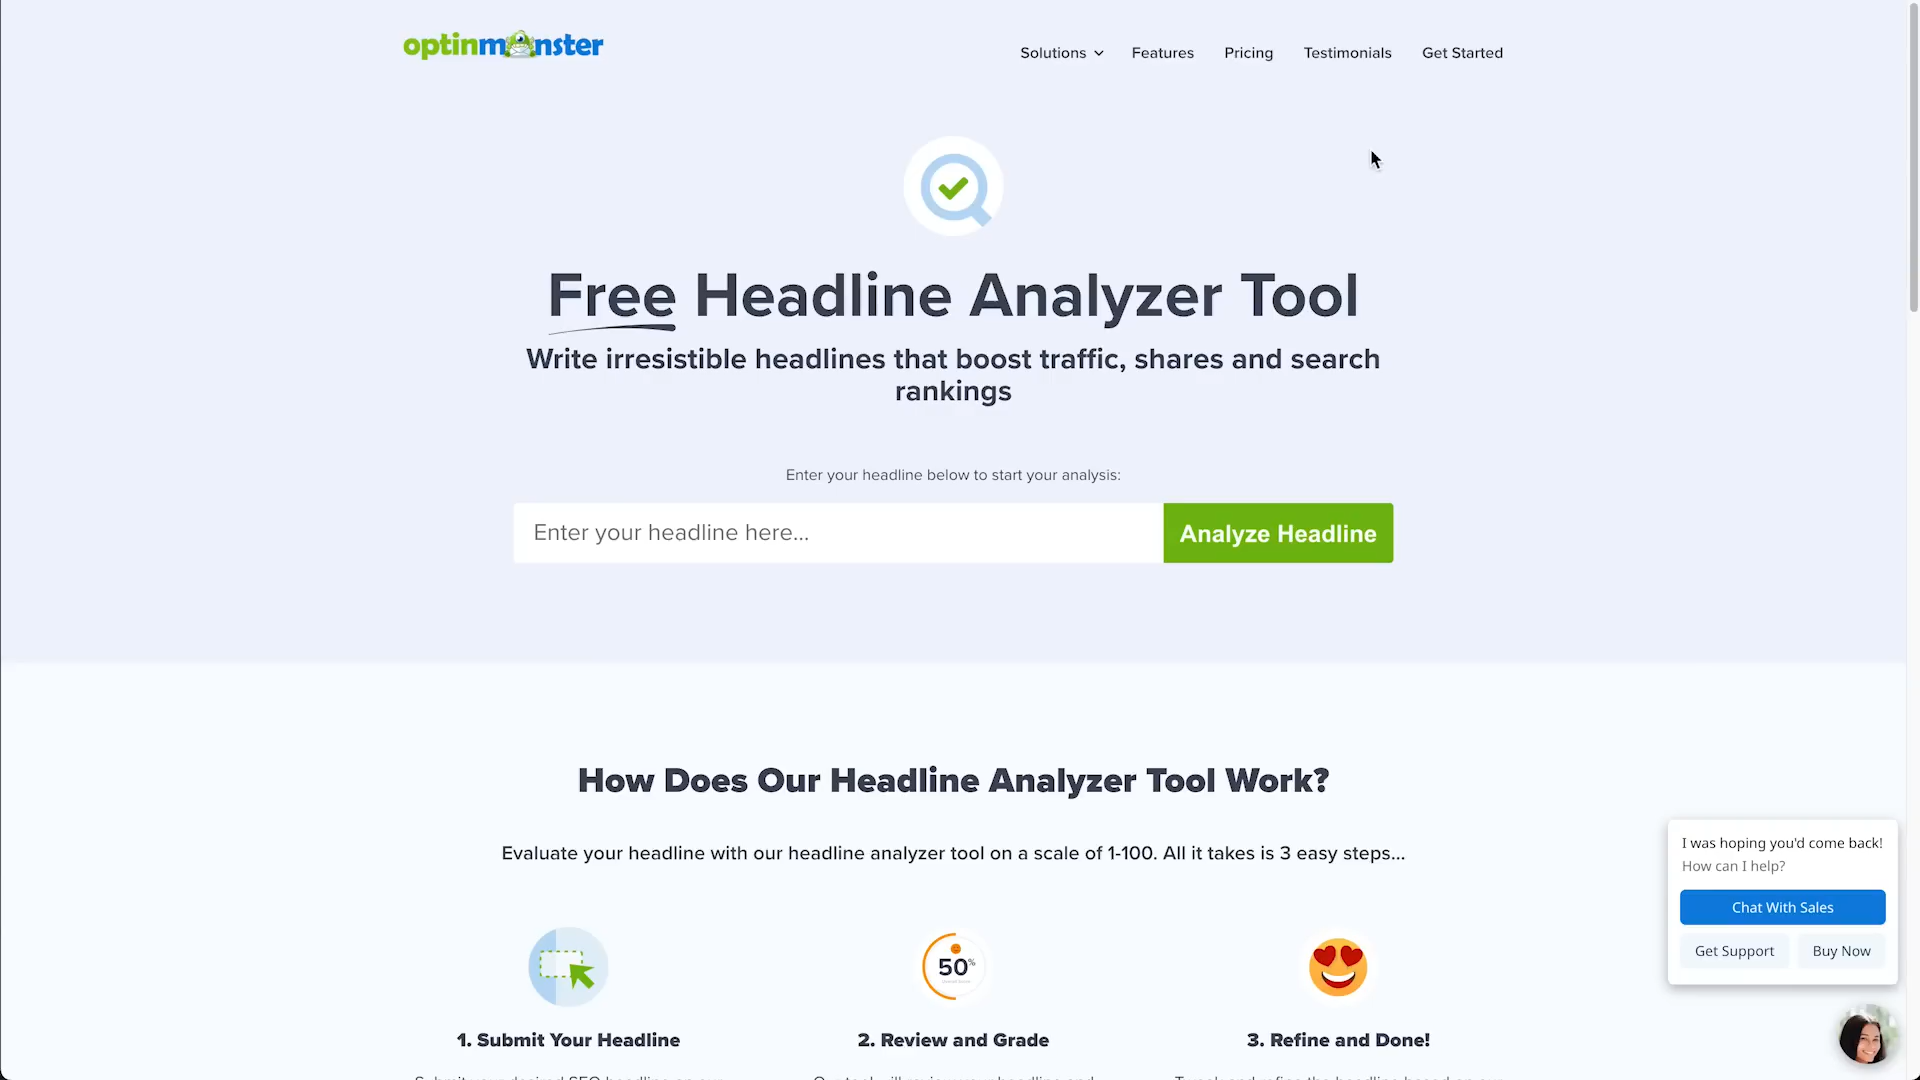 optinmonster
Solutions
Features
Pricing
Testimonials
Get Started
Free Headline Analyzer Tool
Write irresistible headlines that boost traffic, shares and search
rankings
Enter your headline below to start your analysis:
Enter your headline here...
Analyze Headline
How Does Our Headline Analyzer Tool Work?
Evaluate your headline with our headline analyzer tool on a scale of 1-100. All it takes is 3 easy steps...
I was hoping you'd come back!
How can I help?
Chat With Sales
Get Support
Buy Now
50%
1. Submit Your Headline
2. Review and Grade
3. Refine and Done!